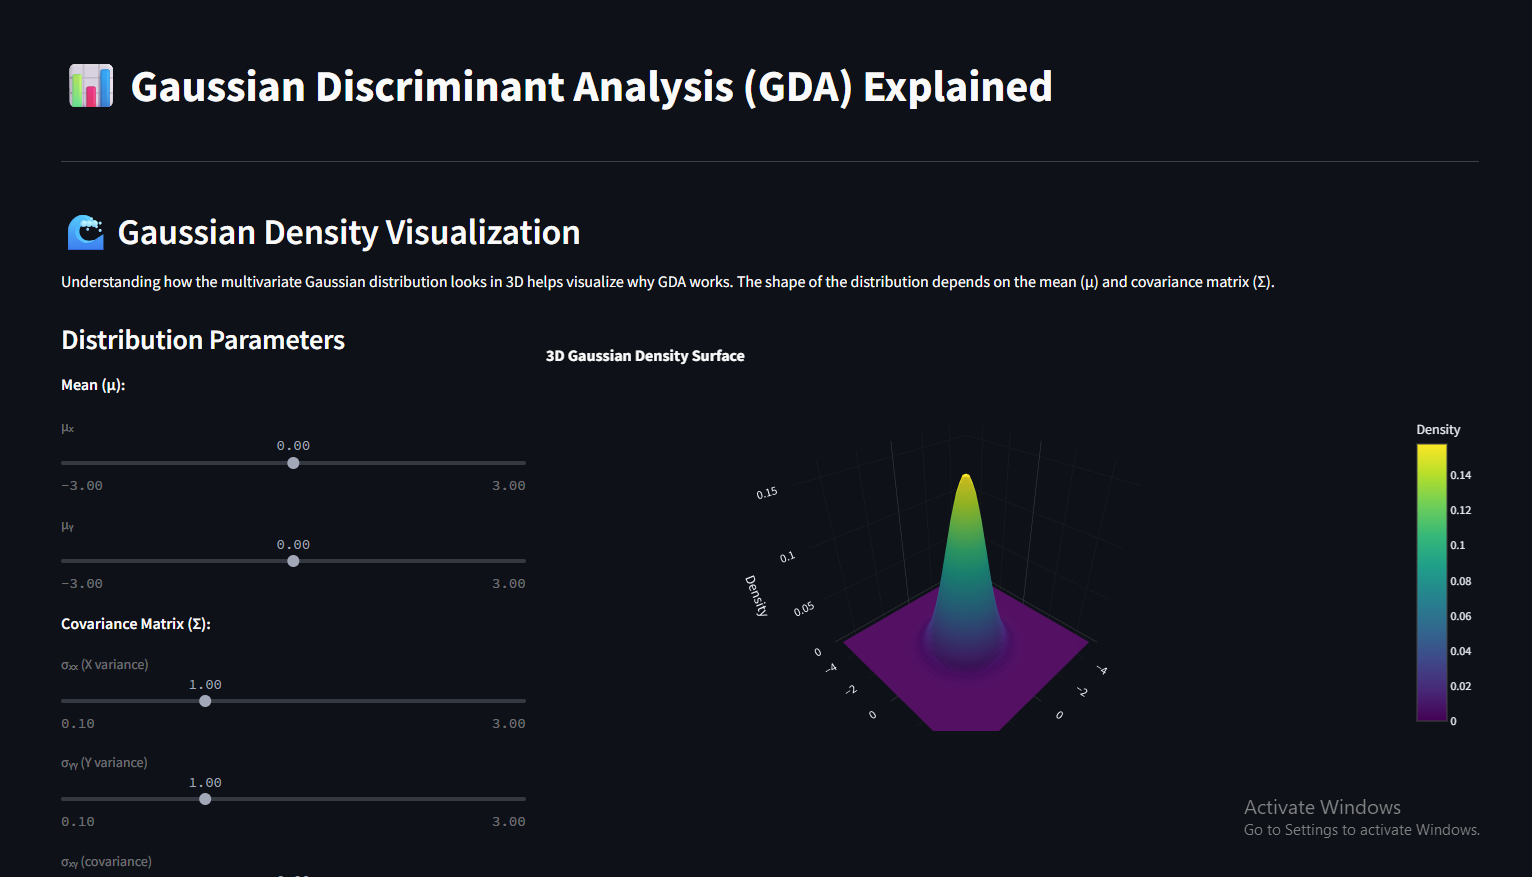 Gaussian Discriminant Analysis (GDA) Explained
Gaussian Density Visualization
Understanding how the multivariate Gaussian distribution looks in 3D helps visualize why GDA works. The shape of the distribution depends on the mean (μ) and covariance matrix (Σ).
Distribution Parameters
Mean (μ):
μₓ
0.00
−3.00 3.00
μᵧ
0.00
−3.00 3.00
Covariance Matrix (Σ):
σₓₓ (X variance)
1.00
0.10 3.00
σᵧᵧ (Y variance)
1.00
0.10 3.00
σₓᵧ (covariance)
3D Gaussian Density Surface
0.15
0.1
0.05
0
Density
−4
−2
0
−4
−2
0
Density
0.14
0.12
0.1
0.08
0.06
0.04
0.02
0
Activate Windows
Go to Settings to activate Windows.